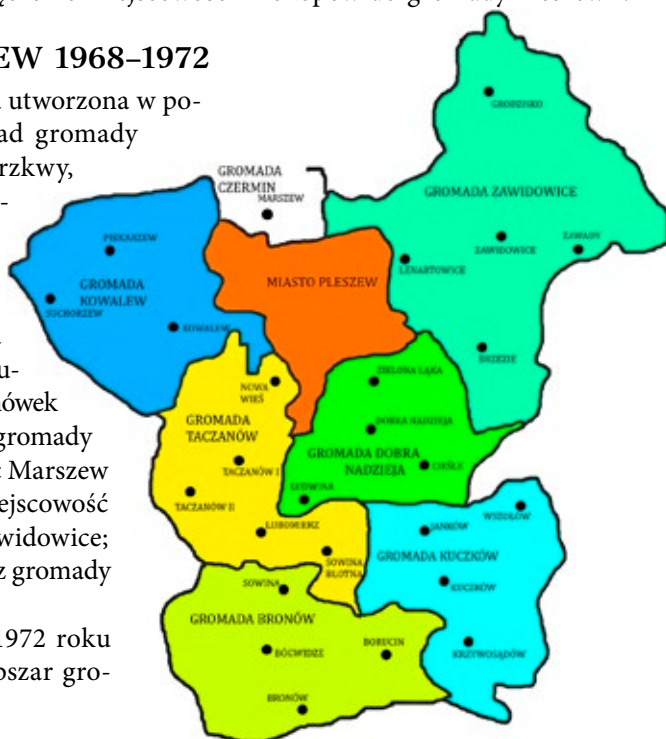 EW 1968–1972
utworzona w po-
ad gromady
rzkwy,
u-
ówek
gromady
Marszew
ejscowość
widowice;
z gromady
1972 roku
bszar gro-
GROMADA
CZERMIN
MARSZEW
GRODZISKO
GROMADA ZAWIDOWICE
ZAWIDOWICE
ZAWADY
LENARTOWICE
BRZEZIE
PIEKARZEW
GROMADA
KOWALEW
SUCHORZEW
KOWALEW
MIASTO PLESZEW
NOWA
WIEŚ
GROMADA
TACZANÓW
TACZANÓW I
TACZANÓW II
LUBOMIERZ
SOWINA
BŁOTNA
ZIELONA ŁĄKA
DOBRA NADZIEJA
GROMADA DOBRA
NADZIEJA
CIEŚLE
LUDWINA
WSZOŁÓW
JANKÓW
GROMADA KUCZKÓW
KUCZKÓW
KRZYWOSĄDÓW
SOWINA
GROMADA BRONÓW
BÓGWIDZE
BORUCIN
BRONÓW